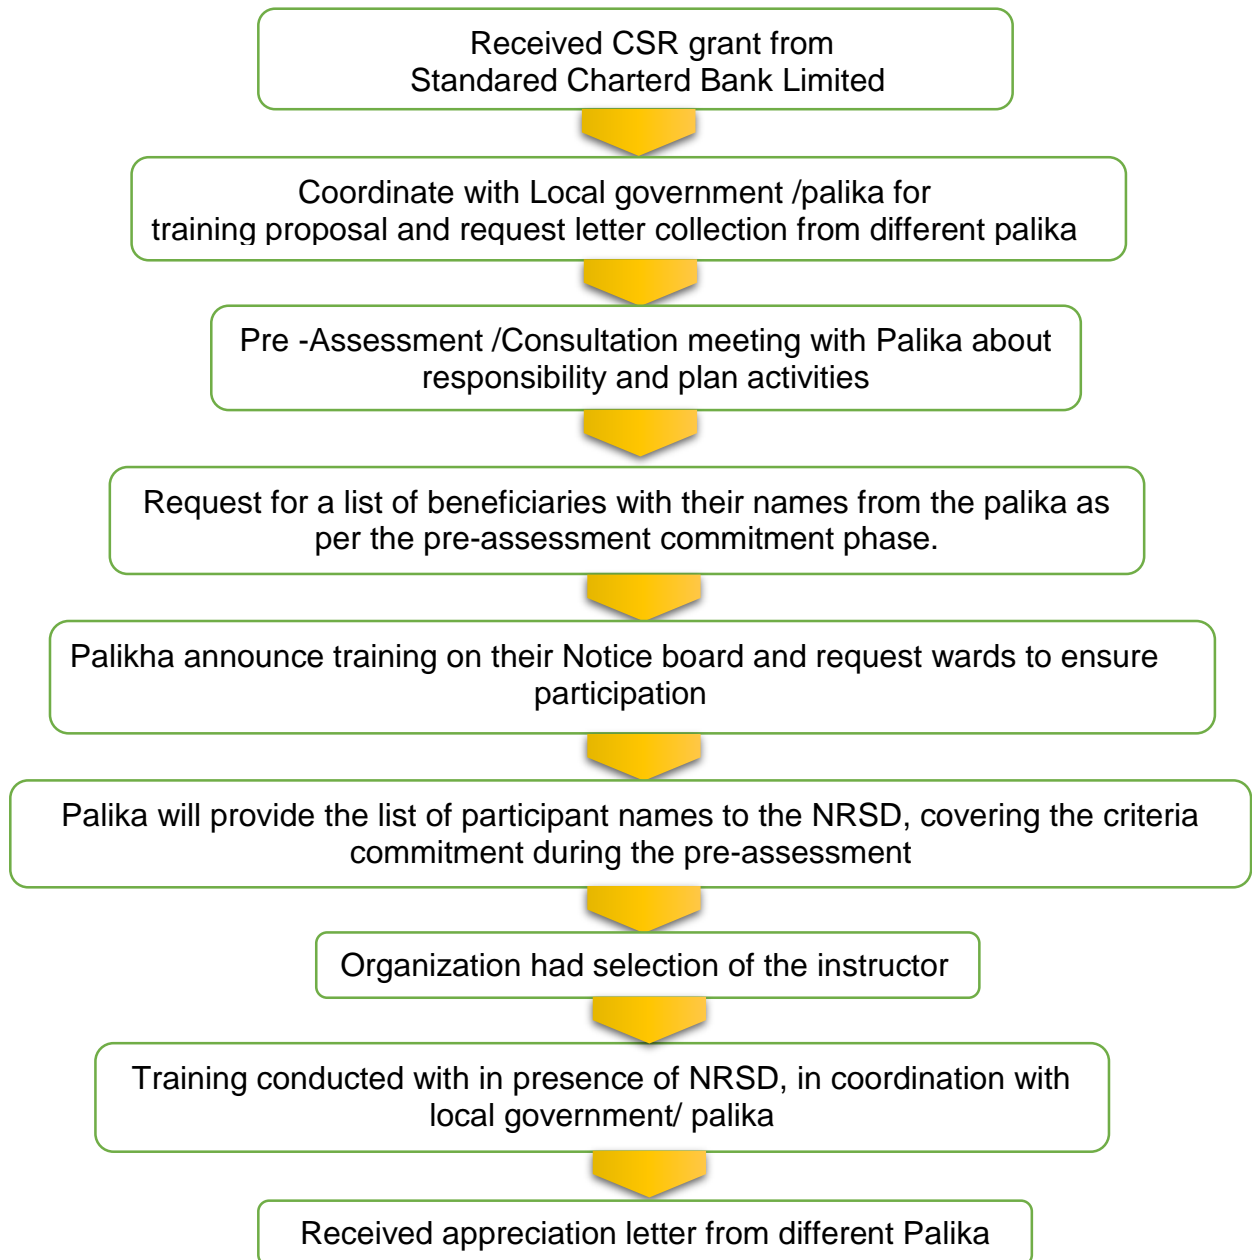 Received CSR grant from
Standared Charterd Bank Limited
Coordinate with Local government /palika for
training proposal and request letter collection from different palika
Pre -Assessment /Consultation meeting with Palika about
responsibility and plan activities
Request for a list of beneficiaries with their names from the palika as
per the pre-assessment commitment phase.
Palikha announce training on their Notice board and request wards to ensure
participation
Palika will provide the list of participant names to the NRSD, covering the criteria
commitment during the pre-assessment
Organization had selection of the instructor
Training conducted with in presence of NRSD, in coordination with
local government/ palika
Received appreciation letter from different Palika